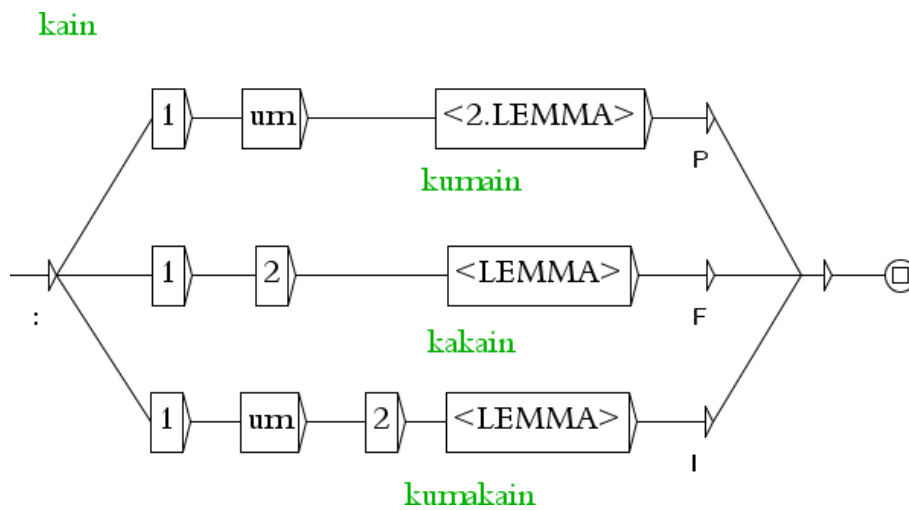 kain
1 um <2.LEMMA>
P
kumain
1 2 <LEMMA>
: F
kakain
1 um 2 <LEMMA>
I
kumakain